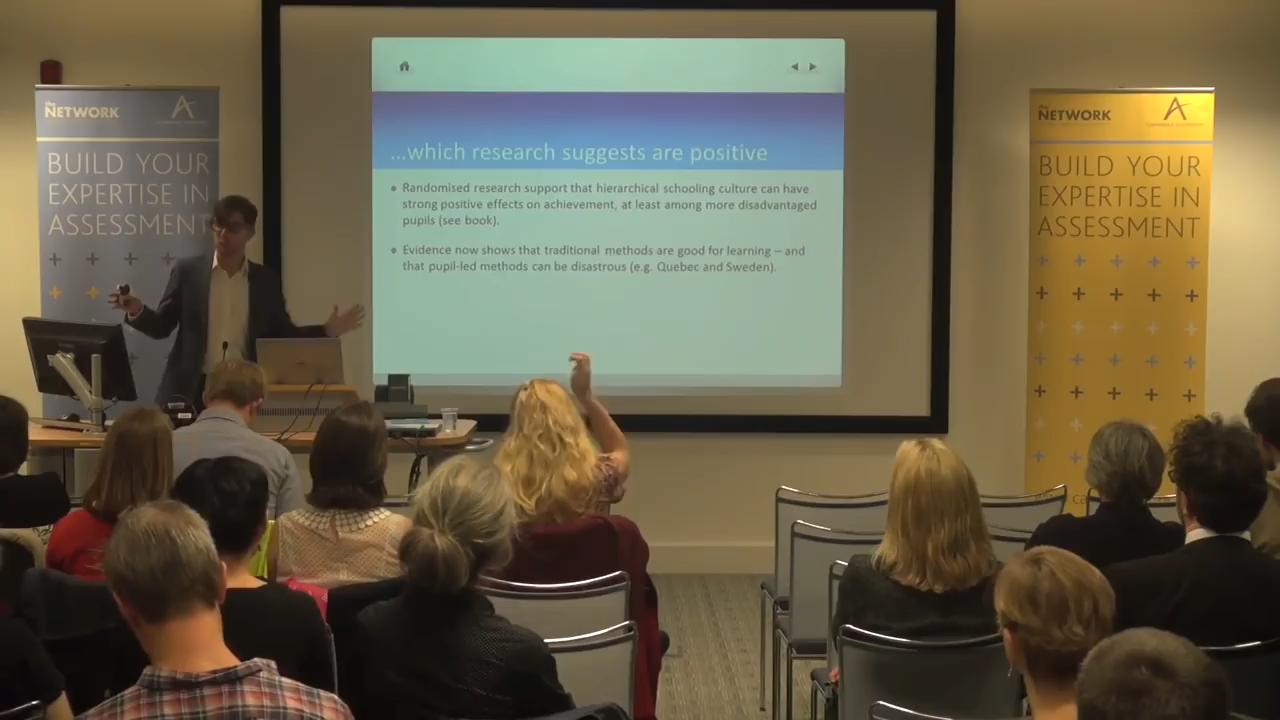 the
NETWORK
BUILD YOUR
EXPERTISE IN
ASSESSMENT
...which research suggests are positive
• Randomised research support that hierarchical schooling culture can have
strong positive effects on achievement, at least among more disadvantaged
pupils (see book).
• Evidence now shows that traditional methods are good for learning – and
that pupil-led methods can be disastrous (e.g. Quebec and Sweden).
the
NETWORK
BUILD YOUR
EXPERTISE IN
ASSESSMENT
ca